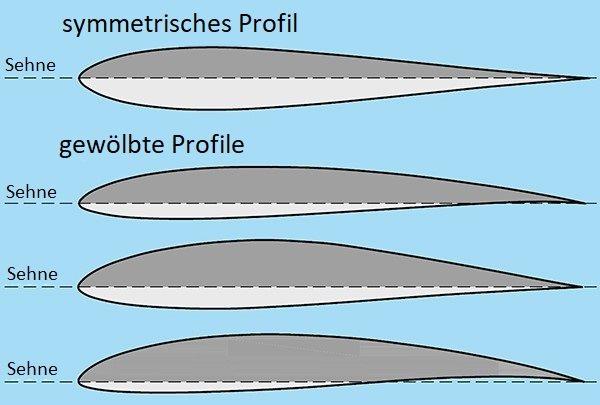 symmetrisches Profil
Sehne
gewölbte Profile
Sehne
Sehne
Sehne